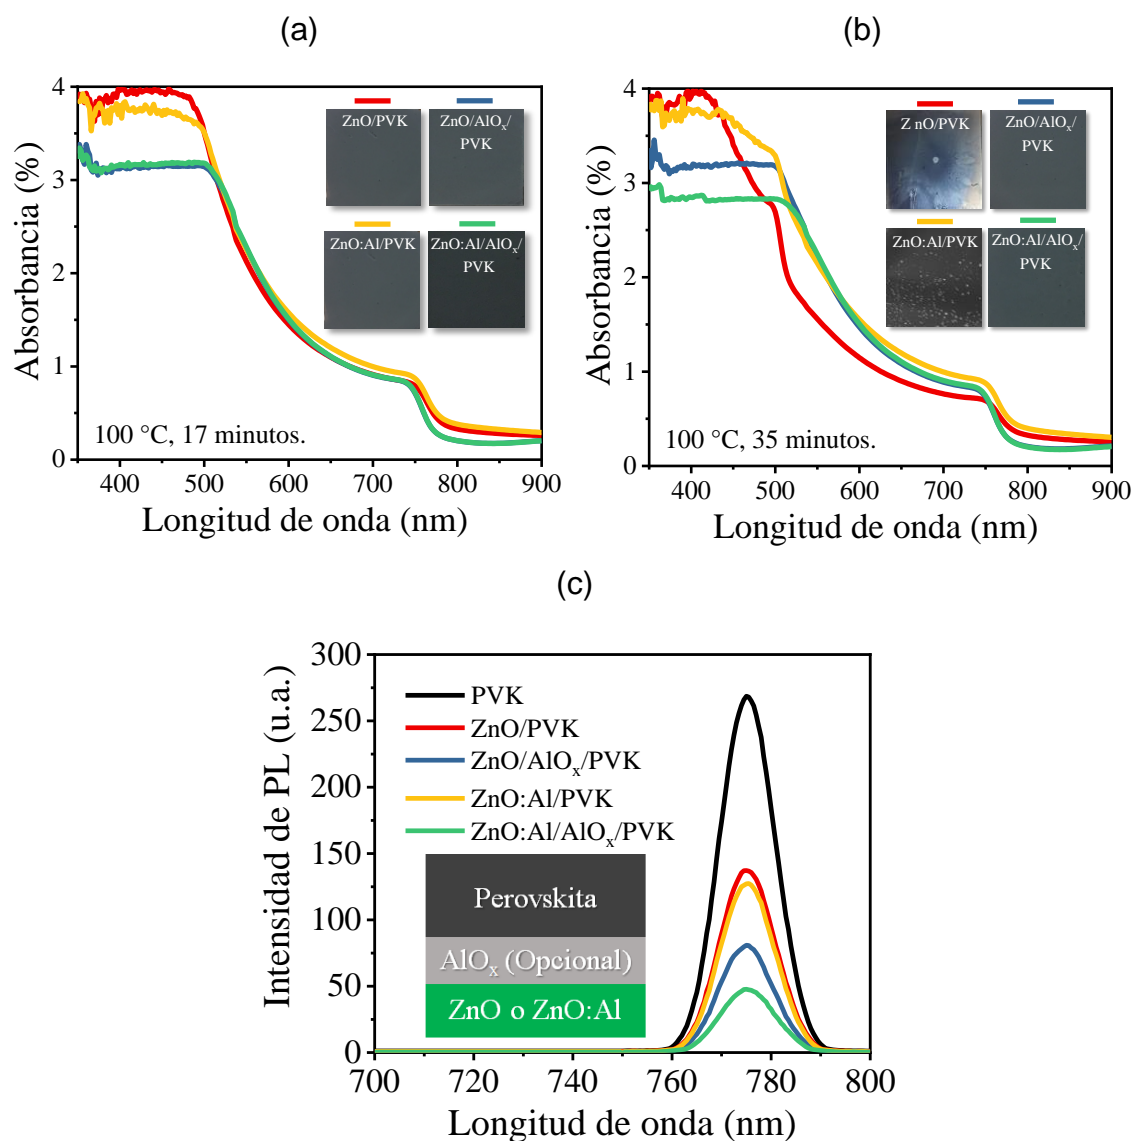 (a)
4
3
2
1
0
Absorbancia (%)
ZnO/PVK
ZnO/AlOₓ/
PVK
ZnO:Al/PVK
ZnO:Al/AlOₓ/
PVK
100 °C, 17 minutos.
400 500 600 700 800 900
Longitud de onda (nm)
(b)
4
3
2
1
0
Absorbancia (%)
Z nO/PVK
ZnO/AlOₓ/
PVK
ZnO:Al/PVK
ZnO:Al/AlOₓ/
PVK
100 °C, 35 minutos.
400 500 600 700 800 900
Longitud de onda (nm)
(c)
300
250
200
150
100
50
0
Intensidad de PL (u.a.)
PVK
ZnO/PVK
ZnO/AlOₓ/PVK
ZnO:Al/PVK
ZnO:Al/AlOₓ/PVK
Perovskita
AlOₓ (Opcional)
ZnO o ZnO:Al
700 720 740 760 780 800
Longitud de onda (nm)